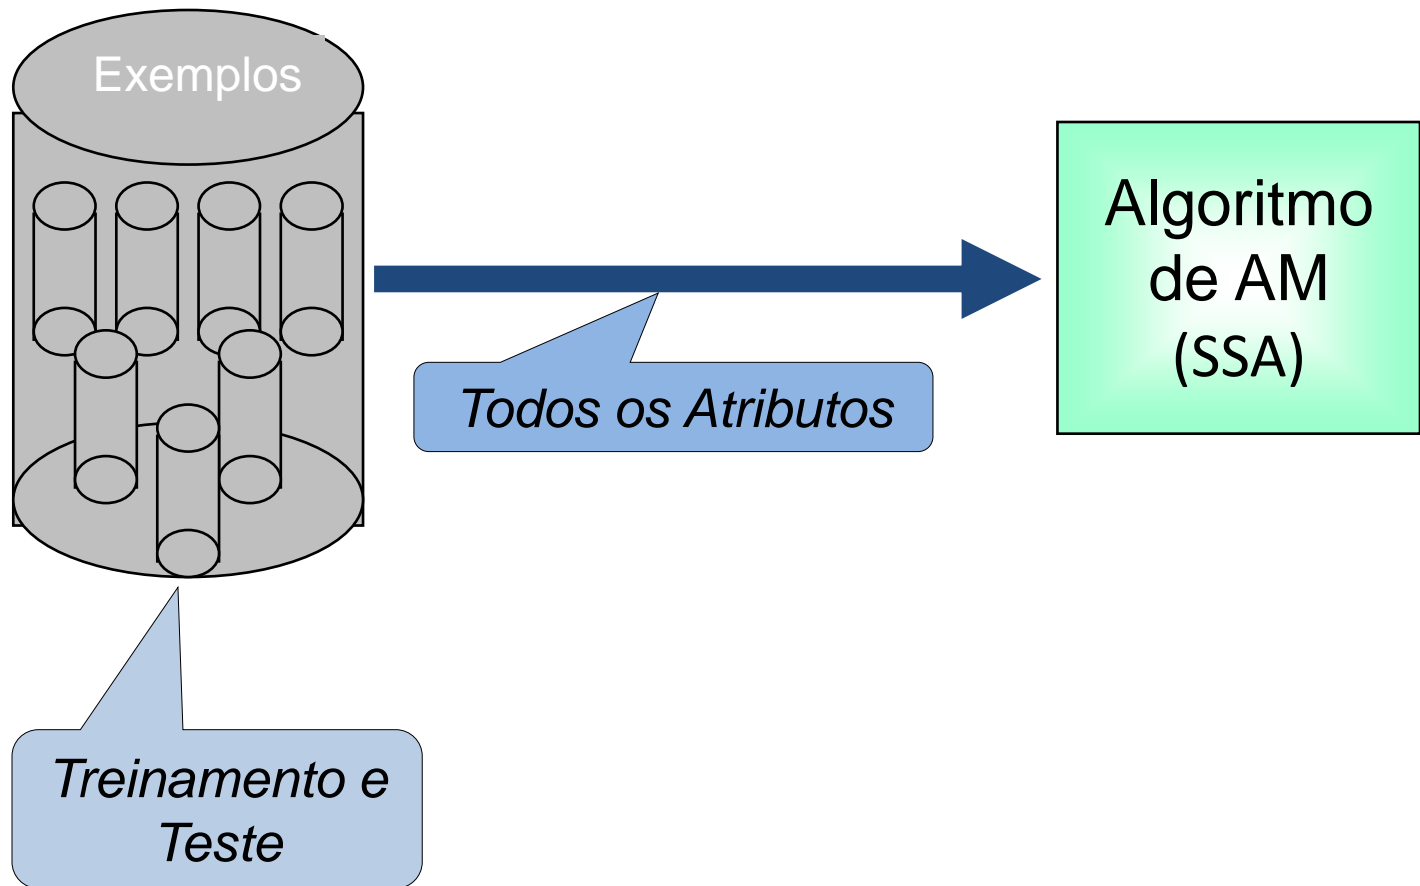 Exemplos
Algoritmo
de AM
(SSA)
Todos os Atributos
Treinamento e
Teste